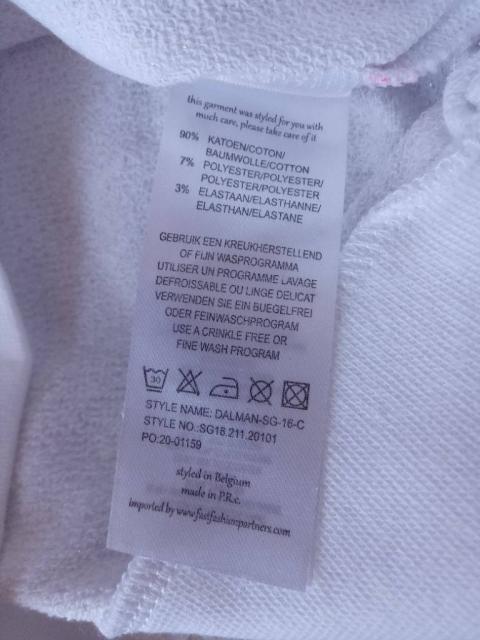 this garment was styled for you with
much care, please take care of it
90% KATOEN/COTON/
BAUMWOLLE/COTTON
7% POLYESTER/POLYESTER/
POLYESTER/POLYESTER
3% ELASTAAN/ELASTHANNE/
ELASTHAN/ELASTANE
GEBRUIK EEN KREUKHERSTELLEND
OF FIJN WASPROGRAMMA
UTILISER UN PROGRAMME LAVAGE
DEFROISSABLE OU LINGE DELICAT
VERWENDEN SIE EIN BUEGELFREI
ODER FEINWASCHPROGRAM
USE A CRINKLE FREE OR
FINE WASH PROGRAM
30
STYLE NAME: DALMAN-SG-16-C
STYLE NO.:SG18.211.20101
PO:20-01159
styled in Belgium
made in P.R.c.
imported by www.fastfashionpartners.com